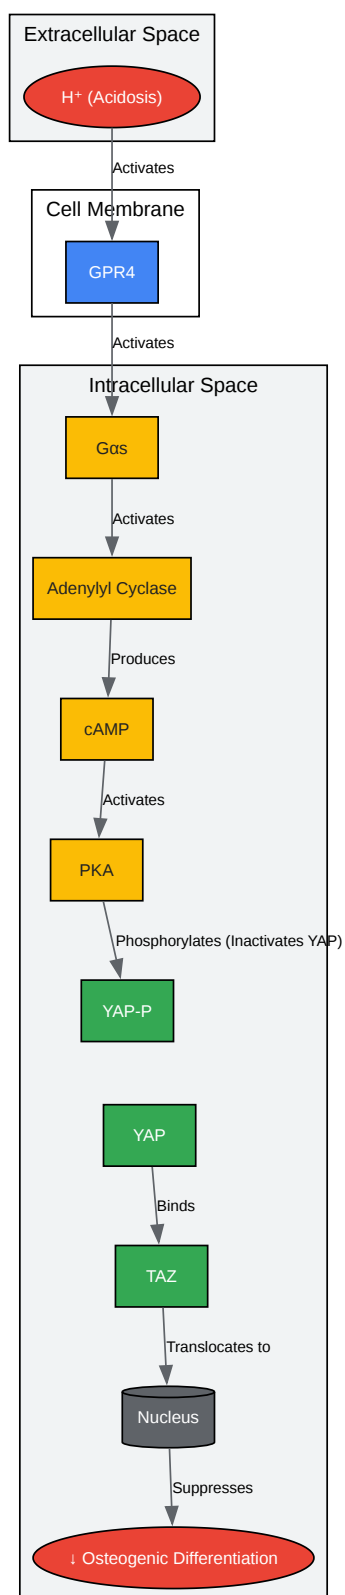 Extracellular Space
H⁺ (Acidosis)
Activates
Cell Membrane
GPR4
Activates
Intracellular Space
Gαs
Activates
Adenylyl Cyclase
Produces
cAMP
Activates
PKA
Phosphorylates (Inactivates YAP)
YAP-P
YAP
Binds
TAZ
Translocates to
Nucleus
Suppresses
↓ Osteogenic Differentiation